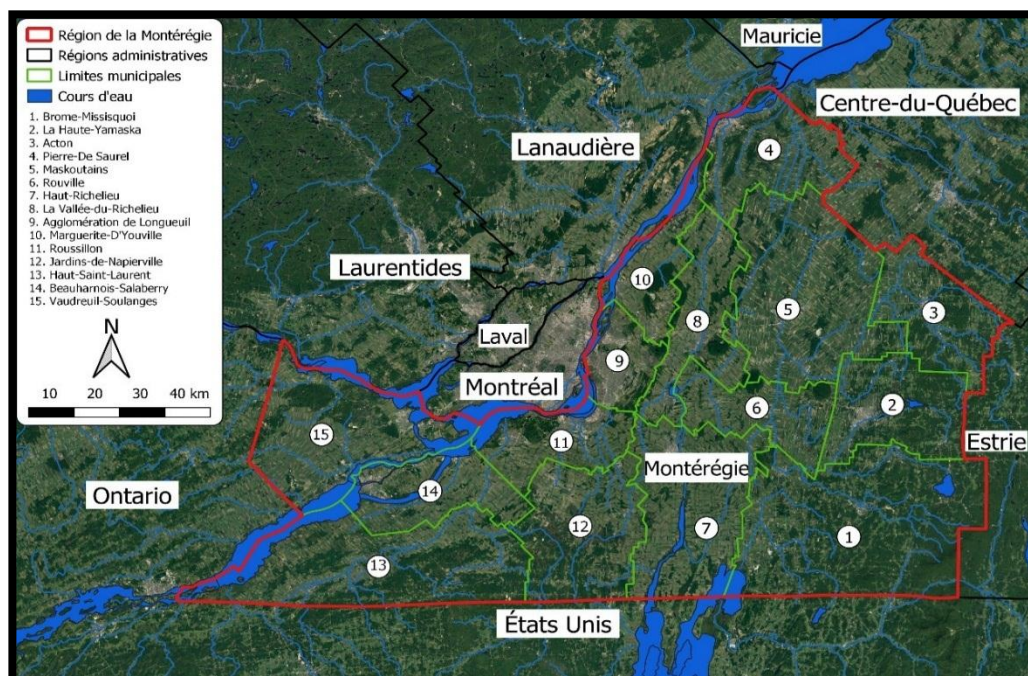 Région de la Montérégie
Régions administratives
Limites municipales
Cours d'eau
1. Brome-Missisquoi
2. La Haute-Yamaska
3. Acton
4. Pierre-De Saurel
5. Maskoutains
6. Rouville
7. Haut-Richelieu
8. La Vallée-du-Richelieu
9. Agglomération de Longueuil
10. Marguerite-D'Youville
11. Roussillon
12. Jardins-de-Napierville
13. Haut-Saint-Laurent
14. Beauharnois-Salaberry
15. Vaudreuil-Soulanges
N
10 20 30 40 km
Mauricie
Centre-du-Québec
Lanaudière
4
Laurentides
10
5
3
8
Laval
9
Montréal
2
6
15
11
Estrie
Montérégie
Ontario
14
12
7
1
13
États Unis